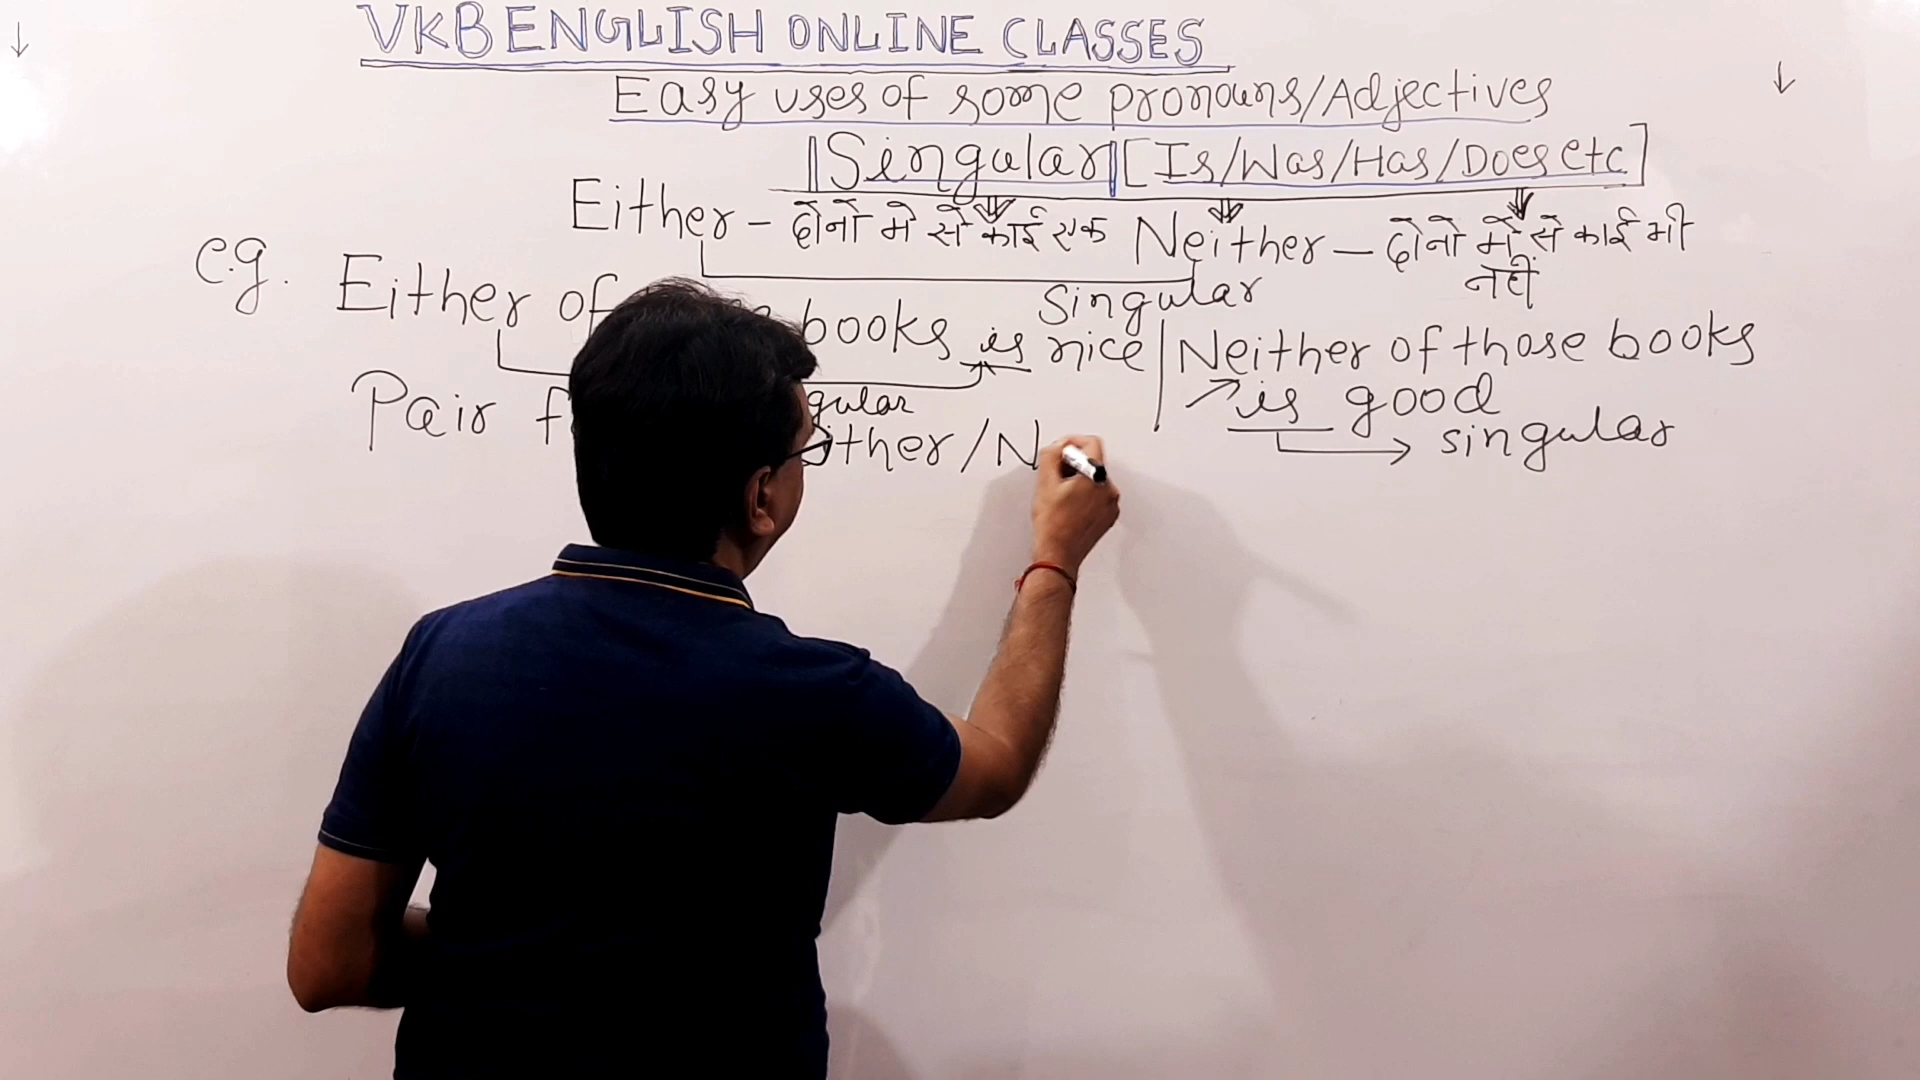 VKB ENGLISH ONLINE CLASSES
Easy uses of some pronouns/Adjectives
Singular [Is/Was/Has/Does etc]
Either - दोनों मे से कोई एक Neither - दोनो में से कोई भी नहीं
Singular
e.g. Either of books is nice | Neither of those books is good
→ singular
Pair /N